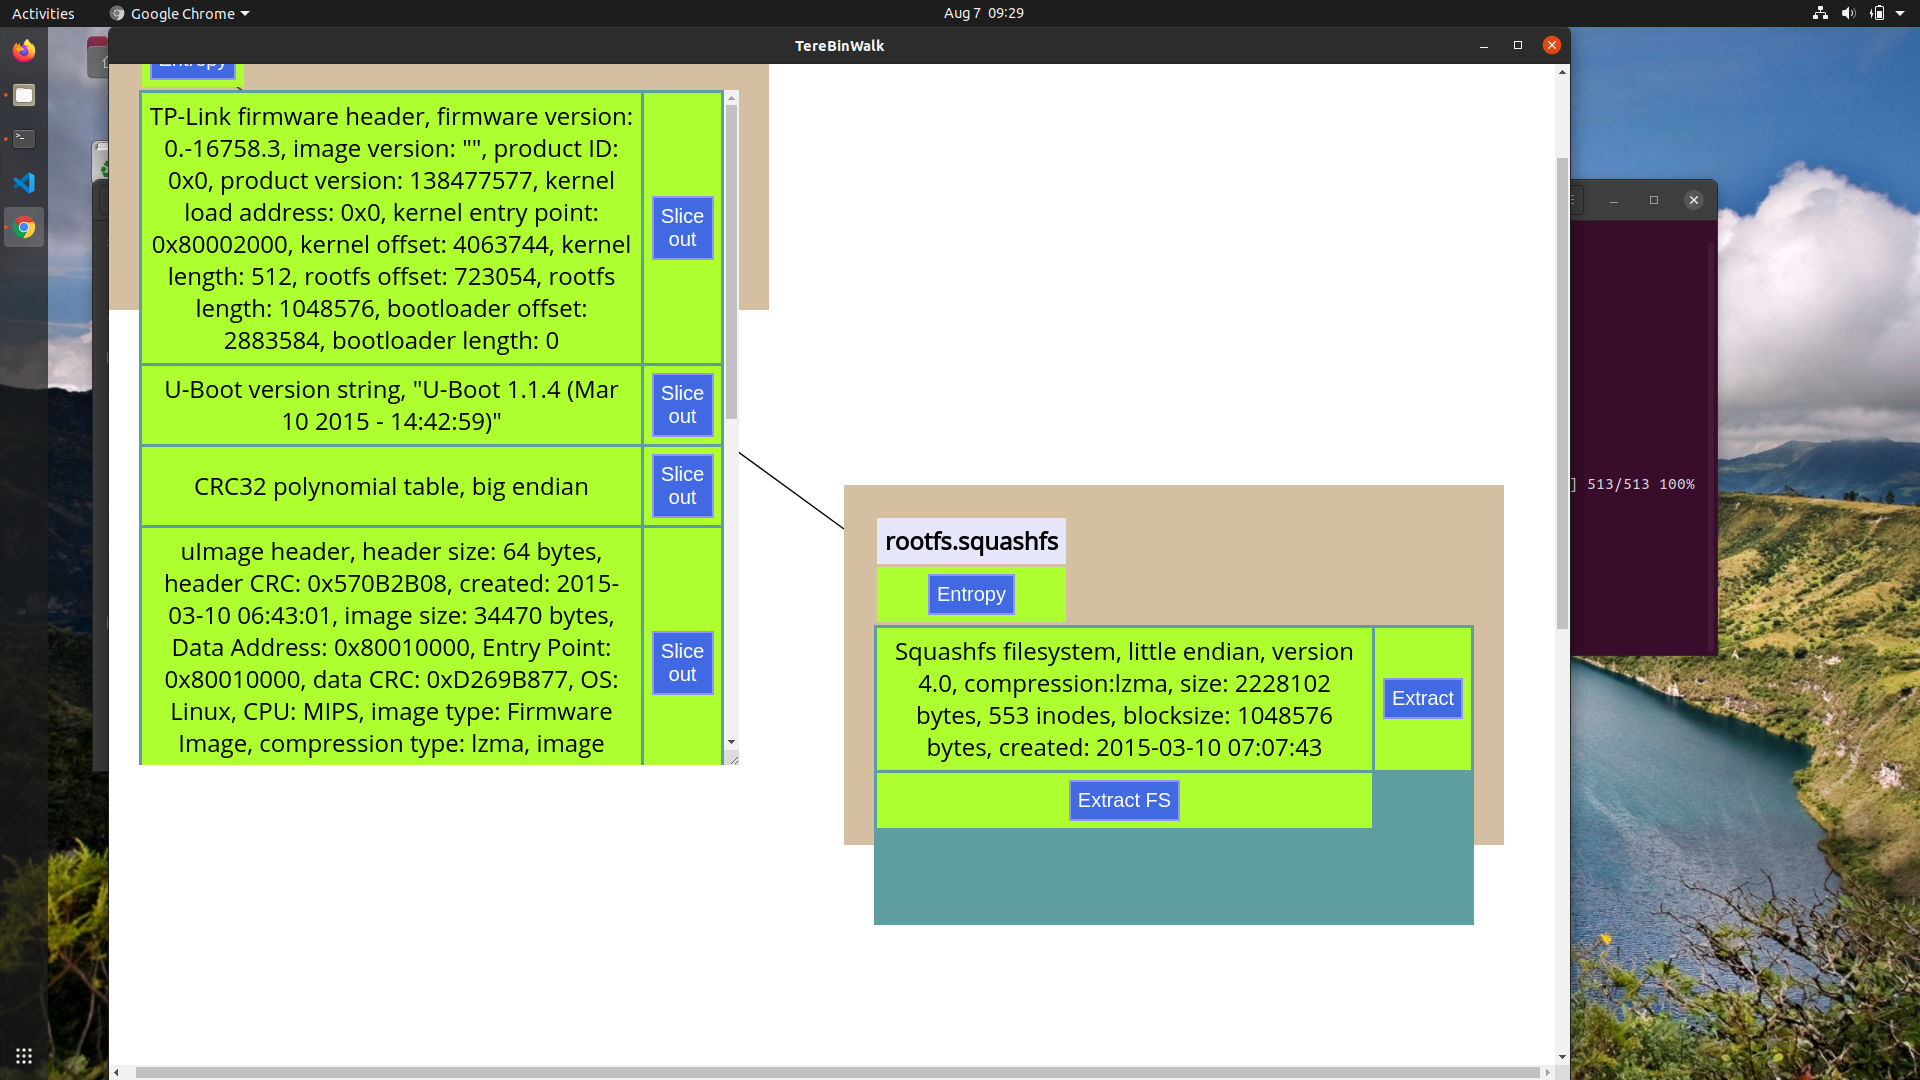 Activities
Google Chrome
Aug 7 09:29
TereBinWalk
Entropy
TP-Link firmware header, firmware version:
0.-16758.3, image version: "", product ID:
0x0, product version: 138477577, kernel
load address: 0x0, kernel entry point:
0x80002000, kernel offset: 4063744, kernel
length: 512, rootfs offset: 723054, rootfs
length: 1048576, bootloader offset:
2883584, bootloader length: 0
Slice
out
U-Boot version string, "U-Boot 1.1.4 (Mar
10 2015 - 14:42:59)"
Slice
out
CRC32 polynomial table, big endian
Slice
out
uImage header, header size: 64 bytes,
header CRC: 0x570B2B08, created: 2015-
03-10 06:43:01, image size: 34470 bytes,
Data Address: 0x80010000, Entry Point:
0x80010000, data CRC: 0xD269B877, OS:
Linux, CPU: MIPS, image type: Firmware
Image, compression type: lzma, image
Slice
out
rootfs.squashfs
Entropy
Squashfs filesystem, little endian, version
4.0, compression:lzma, size: 2228102
bytes, 553 inodes, blocksize: 1048576
bytes, created: 2015-03-10 07:07:43
Extract
Extract FS
] 513/513 100%